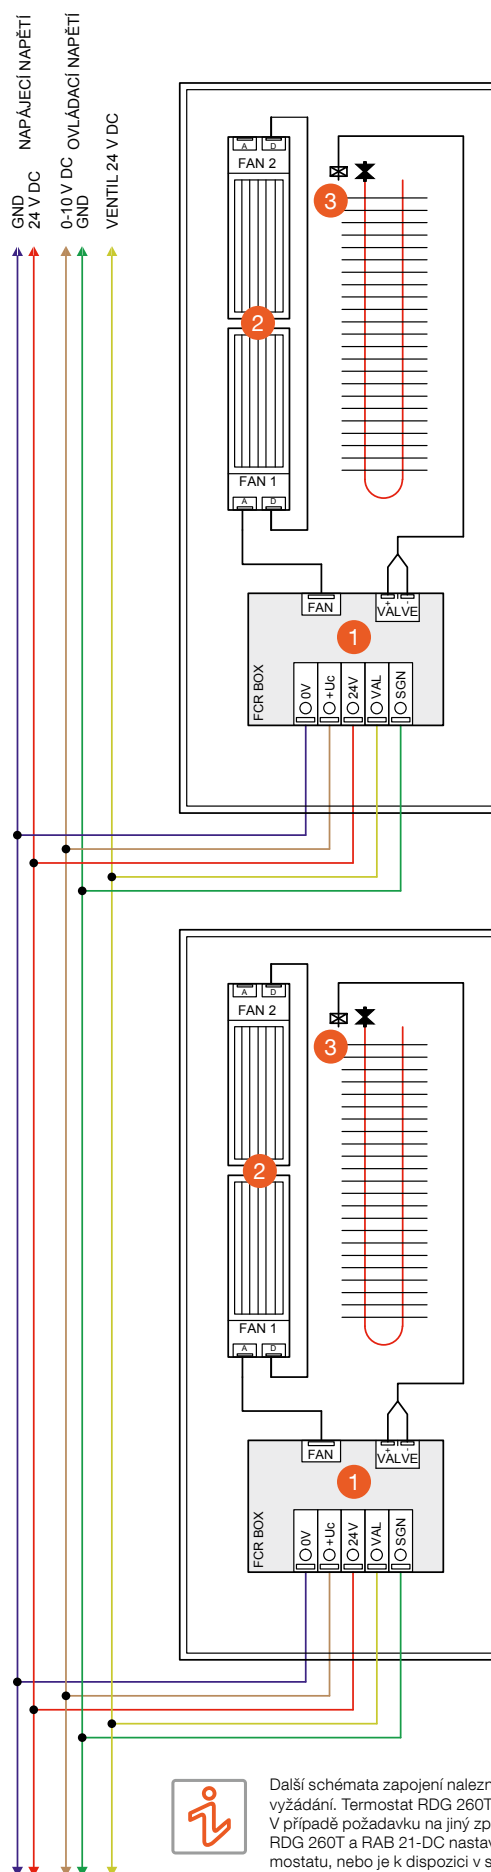 NAPÁJECÍ NAPĚTÍ
GND
24 V DC
OVLÁDACÍ NAPĚTÍ
0-10 V DC
GND
VENTIL 24 V DC
A
D
FAN 2
3
2
FAN 1
A
D
FAN
+
-
VALVE
1
FCR BOX
0V
+Uc
24V
VAL
SGN
A
D
FAN 2
3
2
FAN 1
A
D
FAN
+
-
VALVE
1
FCR BOX
0V
+Uc
24V
VAL
SGN
i
Další schémata zapojení nalezn
vyžádání. Termostat RDG 260T
V případě požadavku na jiný zp
RDG 260T a RAB 21-DC nastav
mostatu, nebo je k dispozici v s